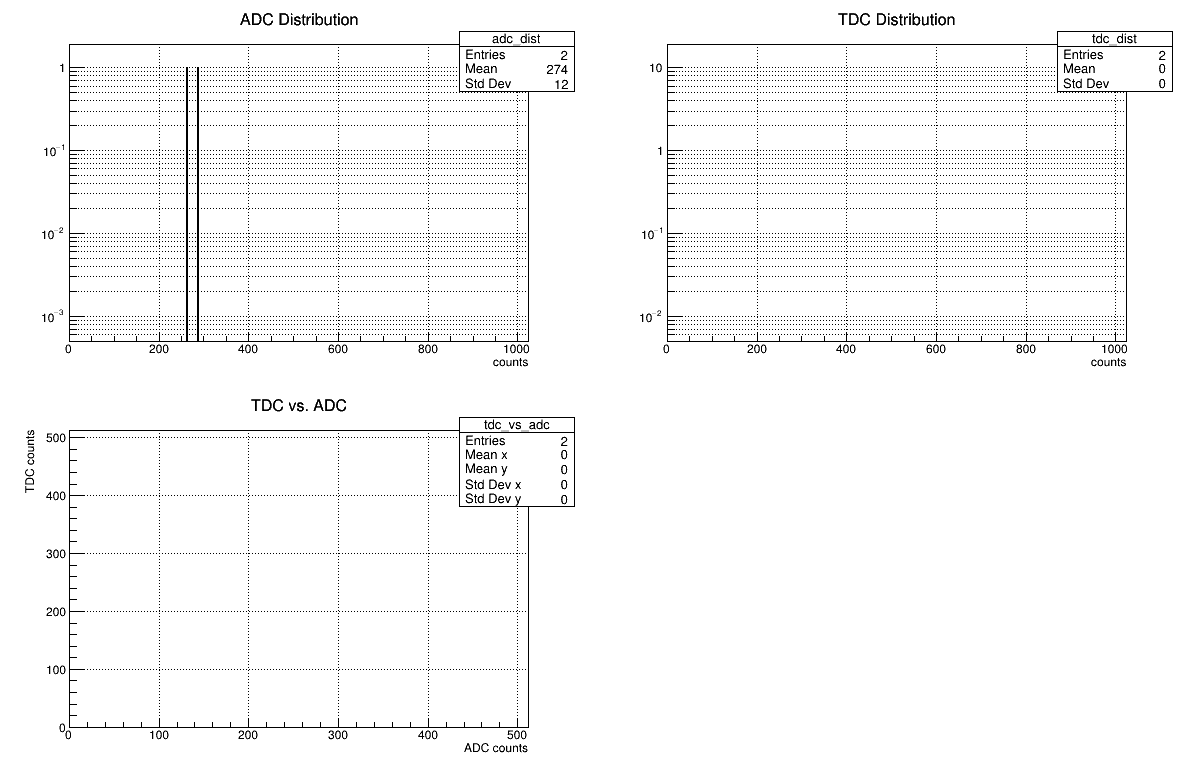 ADC Distribution
adc_dist
Entries 2
Mean 274
Std Dev 12
1
10⁻¹
10⁻²
10⁻³
0 200 400 600 800 1000
counts
TDC Distribution
tdc_dist
Entries 2
Mean 0
Std Dev 0
10
1
10⁻¹
10⁻²
0 200 400 600 800 1000
counts
TDC vs. ADC
tdc_vs_adc
Entries 2
Mean x 0
Mean y 0
Std Dev x 0
Std Dev y 0
TDC counts
500
400
300
200
100
0
0 100 200 300 400 500
ADC counts